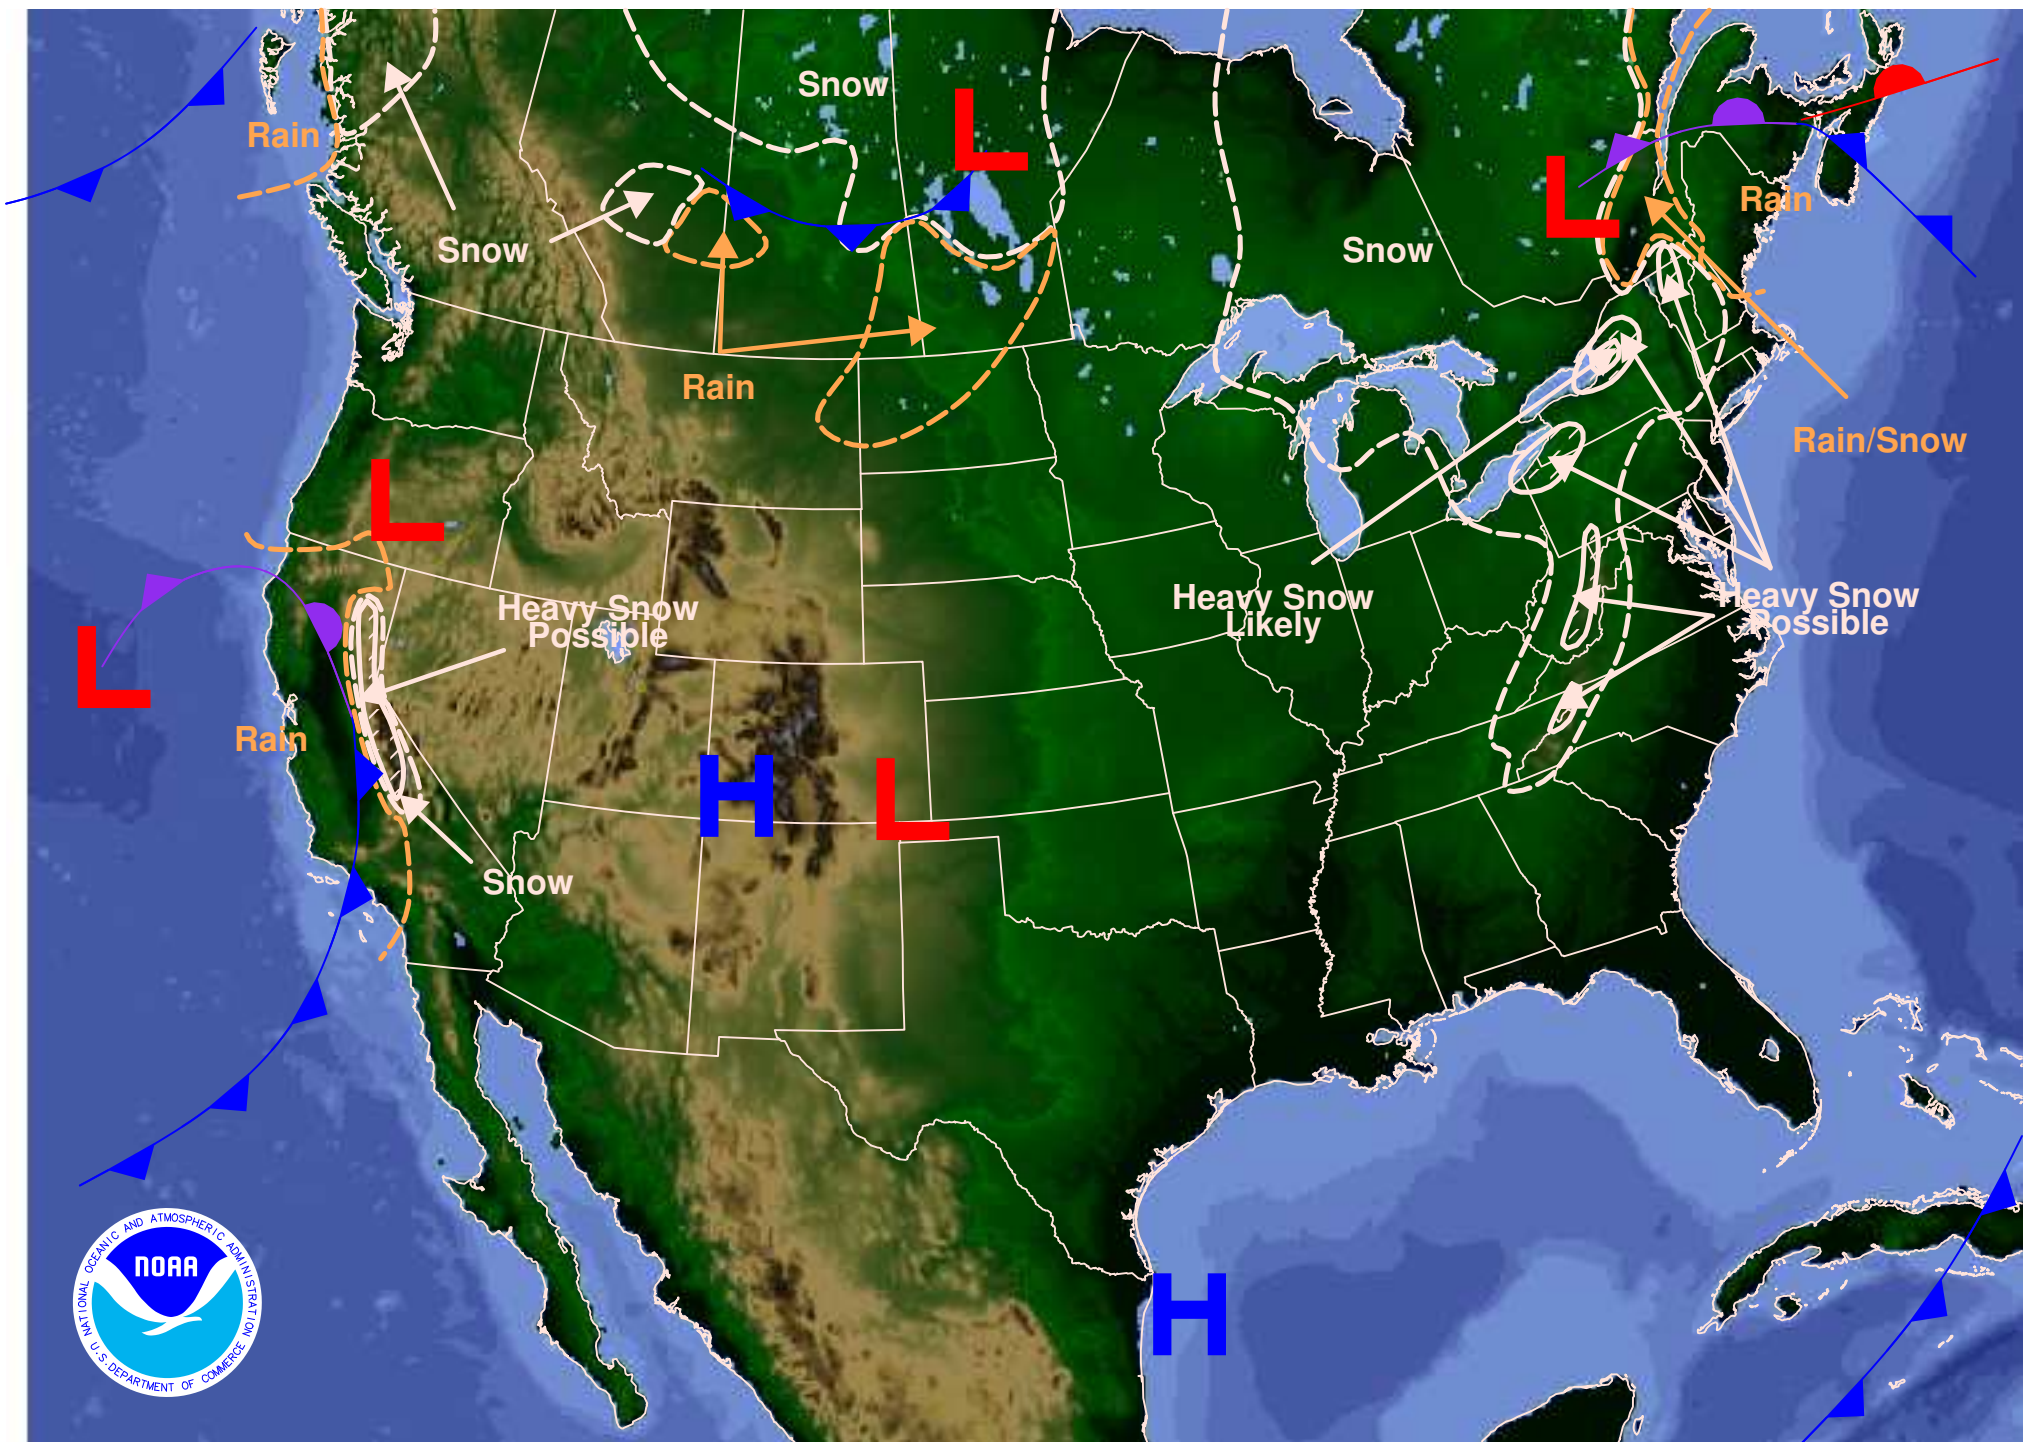 Snow
L
Rain
L
Rain
Snow
Snow
Rain
Rain/Snow
L
Heavy Snow
Possible
Heavy Snow
Likely
Heavy Snow
Possible
L
Rain
H
L
Snow
NATIONAL OCEANIC AND ATMOSPHERIC ADMINISTRATION
NOAA
U.S. DEPARTMENT OF COMMERCE
H